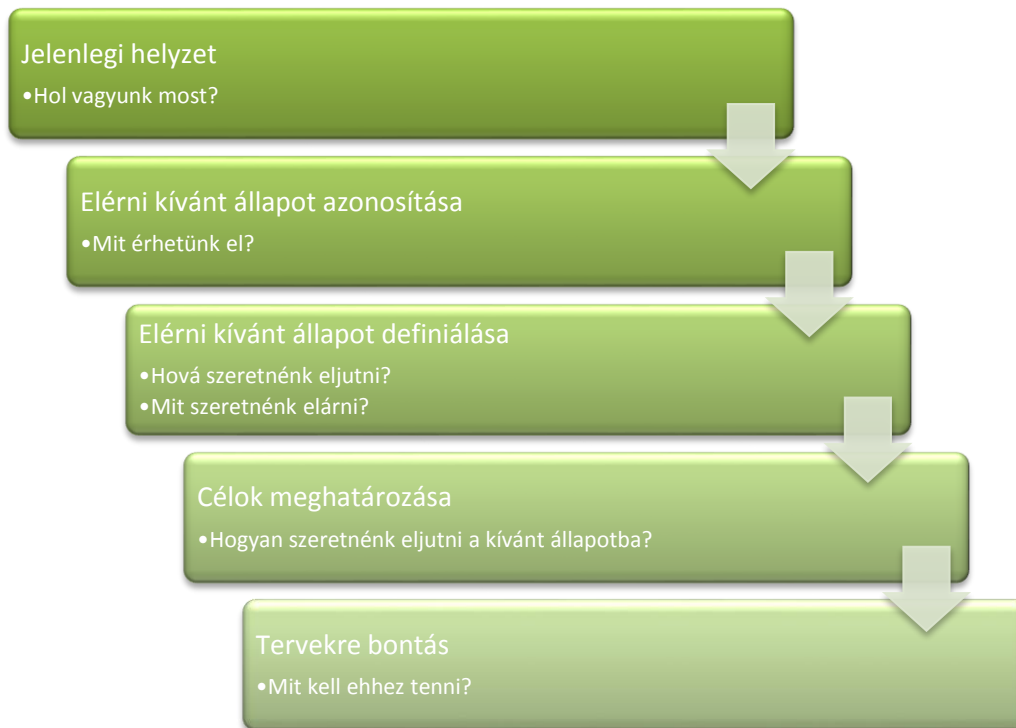 Jelenlegi helyzet
•Hol vagyunk most?
Elérni kívánt állapot azonosítása
•Mit érhetünk el?
Elérni kívánt állapot definiálása
•Hová szeretnénk eljutni?
•Mit szeretnénk elárni?
Célok meghatározása
•Hogyan szeretnénk eljutni a kívánt állapotba?
Tervekre bontás
•Mit kell ehhez tenni?